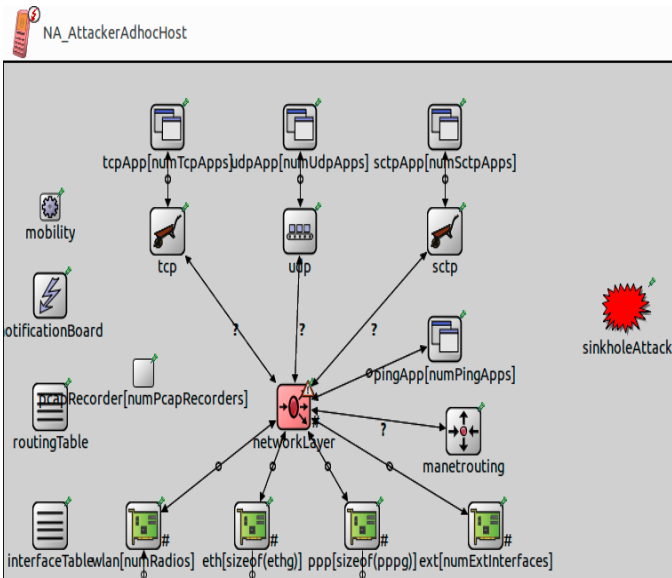 NA_AttackerAdhocHost
tcpApp[numTcpApps]
udpApp[numUdpApps]
sctpApp[numSctpApps]
mobility
tcp
udp
sctp
notificationBoard
?
?
?
sinkholeAttack
pingApp[numPingApps]
pcapRecorder[numPcapRecorders]
routingTable
networkLayer
#
?
manetrouting
interfaceTable
wlan[numRadios]
#
eth[sizeof(ethg)]
#
ppp[sizeof(pppg)]
#
ext[numExtInterfaces]
#